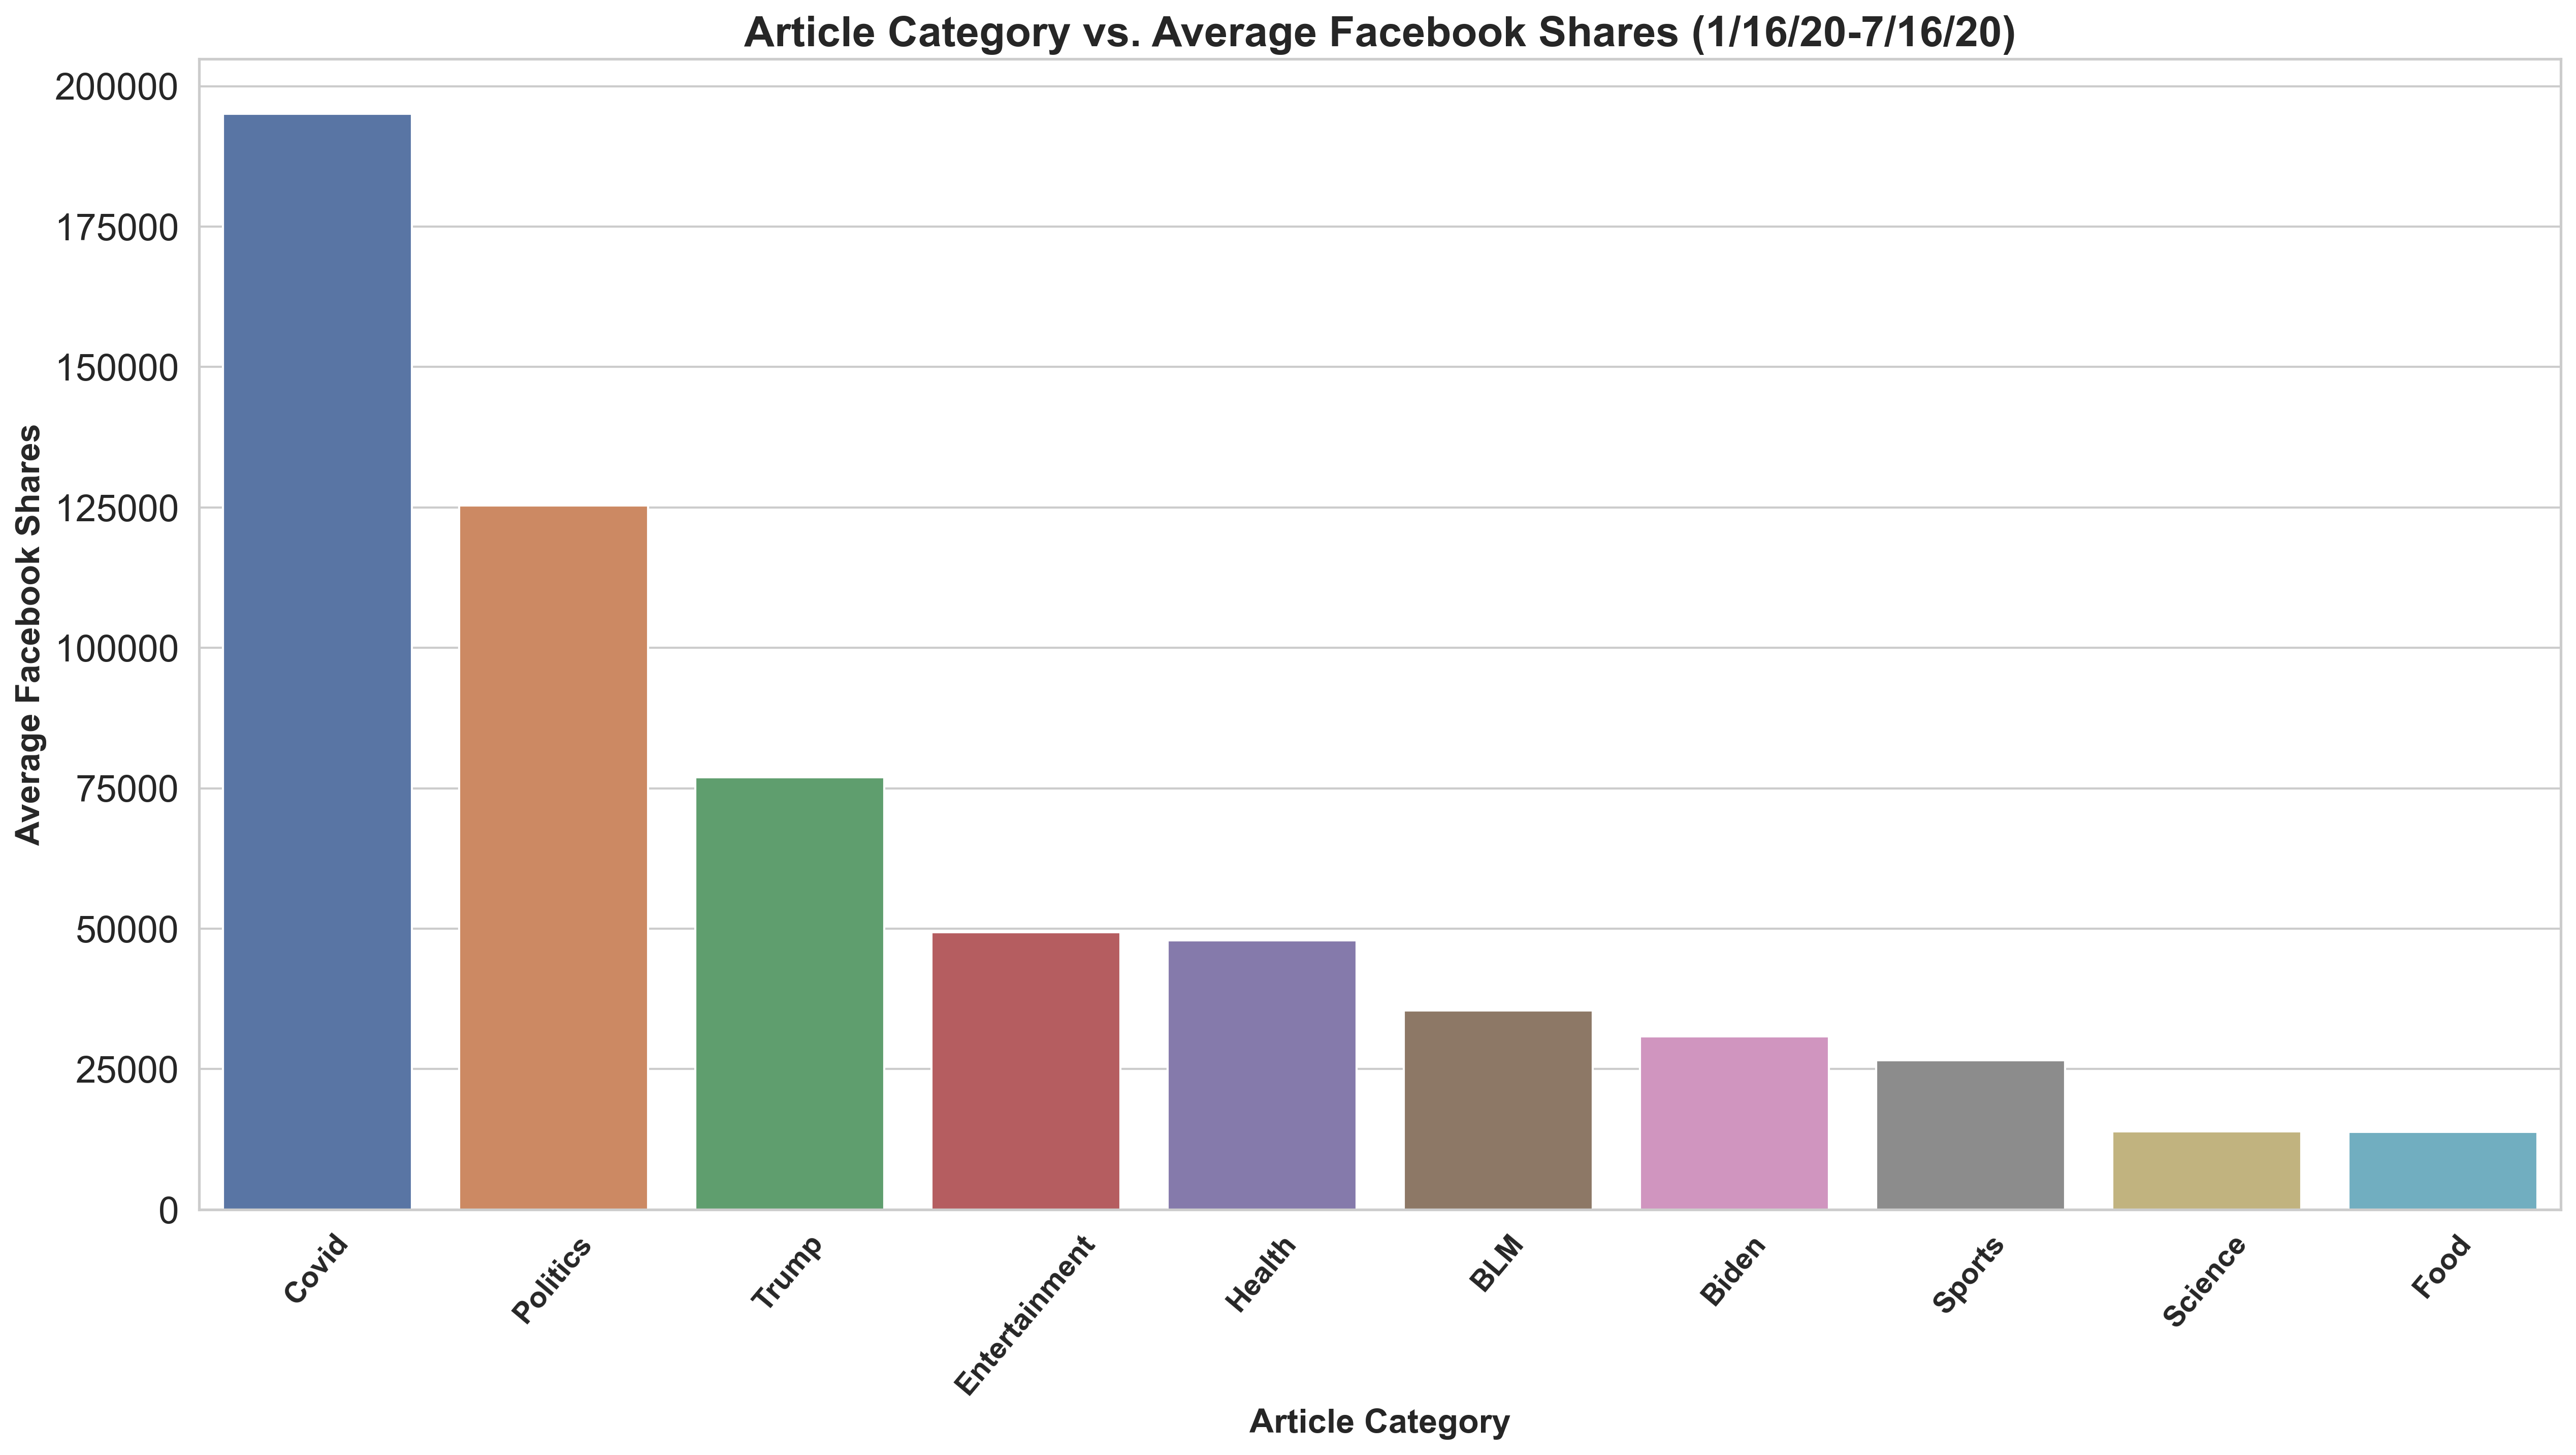 Article Category vs. Average Facebook Shares (1/16/20-7/16/20)
Average Facebook Shares
200000
175000
150000
125000
100000
75000
50000
25000
0
Covid
Politics
Trump
Entertainment
Health
BLM
Biden
Sports
Science
Food
Article Category